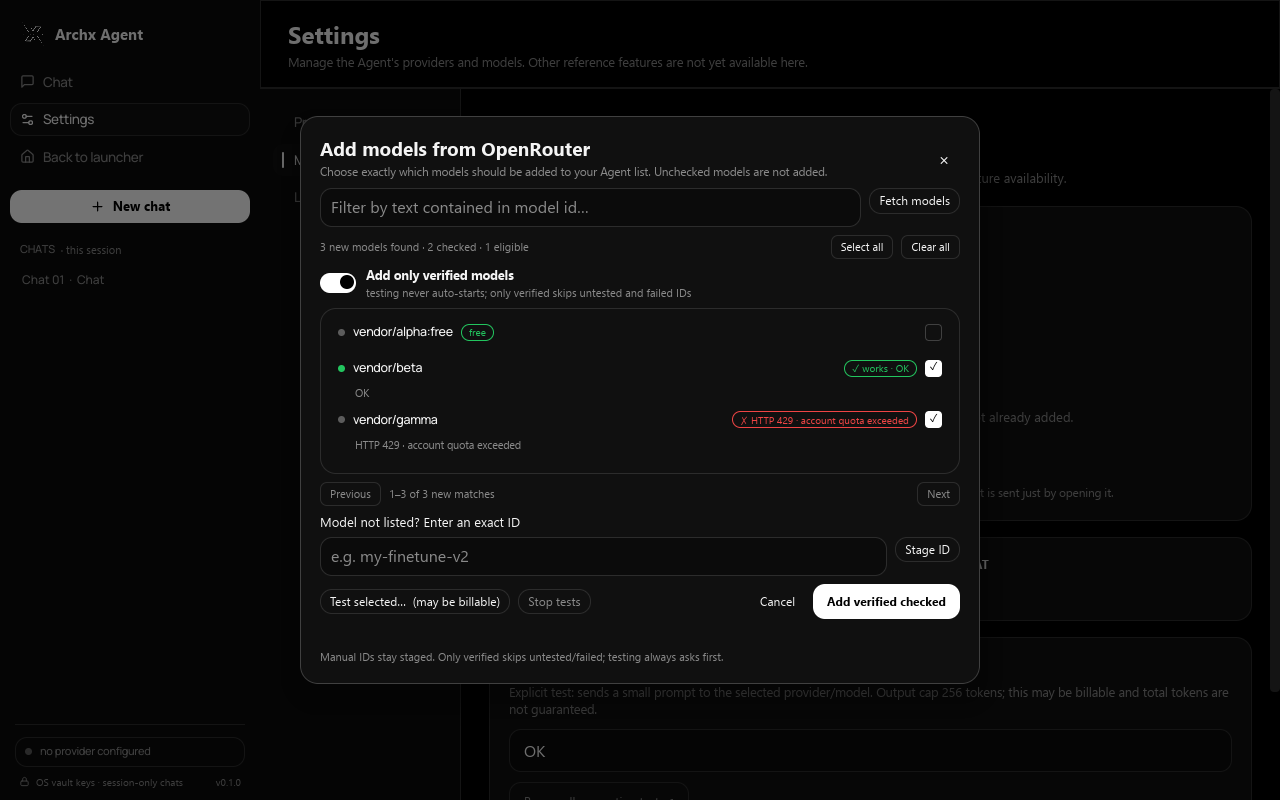 Archx Agent
Chat
Settings
Back to launcher
New chat
CHATS · this session
Chat 01 · Chat
no provider configured
OS vault keys · session-only chats v0.1.0
Settings
Manage the Agent's providers and models. Other reference features are not yet available here.
ure availability.
t already added.
t is sent just by opening it.
Explicit test: sends a small prompt to the selected provider/model. Output cap 256 tokens; this may be billable and total tokens are
not guaranteed.
OK
Add models from OpenRouter
×
Choose exactly which models should be added to your Agent list. Unchecked models are not added.
Filter by text contained in model id...
Fetch models
3 new models found · 2 checked · 1 eligible
Select all
Clear all
Add only verified models
testing never auto-starts; only verified skips untested and failed IDs
vendor/alpha:free free
vendor/beta ✓ works · OK
OK
vendor/gamma ✗ HTTP 429 · account quota exceeded
HTTP 429 · account quota exceeded
Previous 1–3 of 3 new matches Next
Model not listed? Enter an exact ID
e.g. my-finetune-v2
Stage ID
Test selected... (may be billable)
Stop tests
Cancel
Add verified checked
Manual IDs stay staged. Only verified skips untested/failed; testing always asks first.